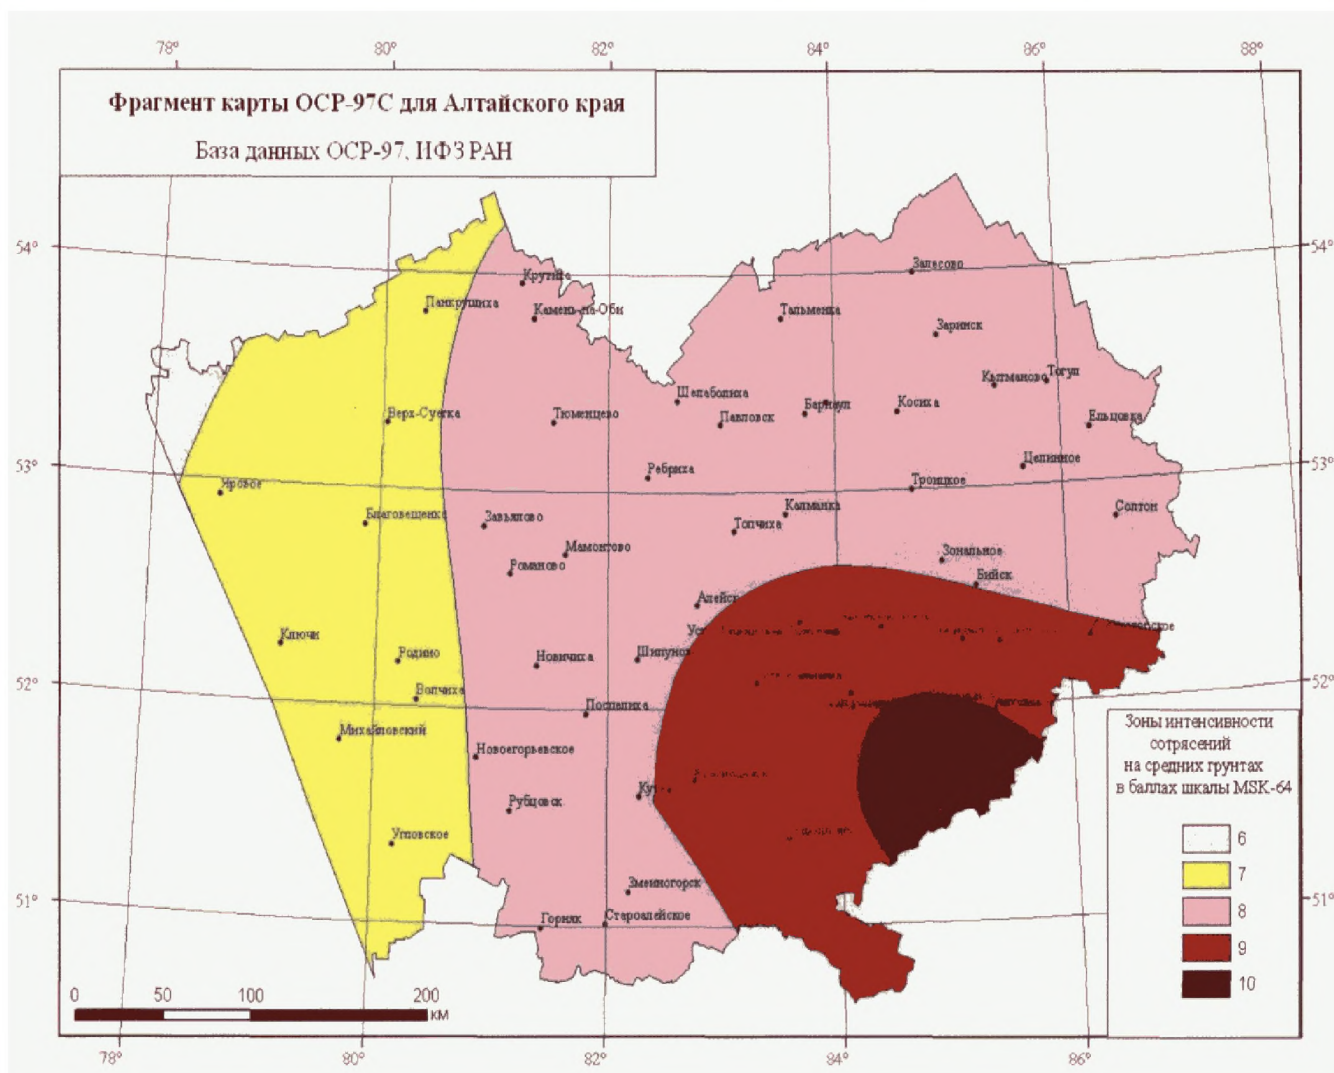 78°
80°
82°
84°
86°
88°
Фрагмент карты ОСР-97С для Алтайского края
База данных ОСР-97, ИФЗ РАН
54°
54°
Залесово
Крутиха
Панкрушиха
Камень-на-Оби
Тальменка
Заринск
Кытманово
Тогул
Шелаболиха
Верх-Суетка
Тюменцево
Павловск
Барнаул
Косиха
Ельцовка
53°
53°
Целинное
Ребриха
Яровое
Троицкое
Благовещенка
Завьялово
Калманка
Солтон
Топчиха
Мамонтово
Романово
Зональное
Бийск
Алейск
Ключи
Родино
Новичиха
Шипуново
52°
52°
Волчиха
Поспелиха
Михайловский
Новоегорьевское
Рубцовск
Угловское
Змеиногорск
51°
51°
Горняк
Староалейское
Зоны интенсивности
сотрясений
на средних грунтах
в баллах шкалы MSK-64
6
7
8
9
10
0 50 100 200
км
78°
80°
82°
84°
86°